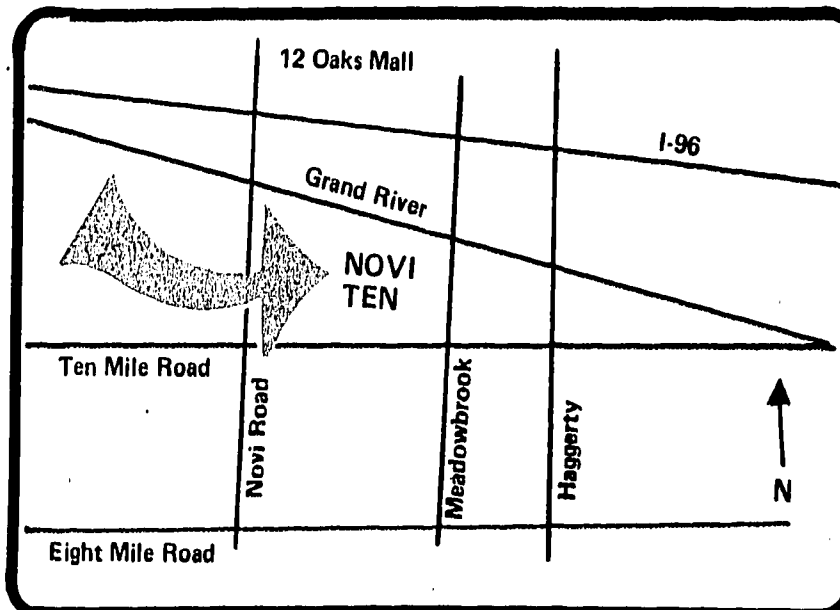 12 Oaks Mall
I-96
Grand River
NOVI
TEN
Ten Mile Road
Novi Road
Meadowbrook
Haggerty
N
Eight Mile Road